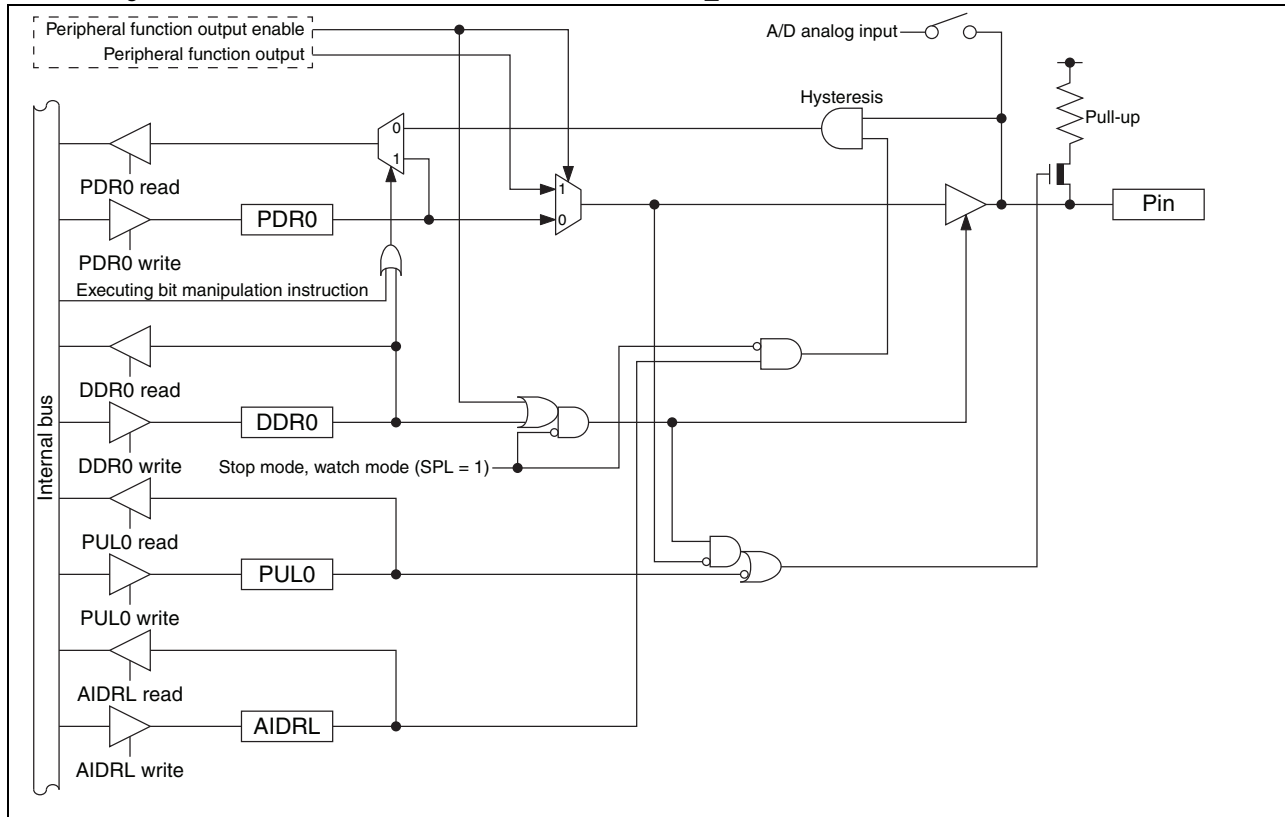 Peripheral function output enable
Peripheral function output
A/D analog input
Hysteresis
Pull-up
0
1
PDR0 read
1
0
PDR0
Pin
PDR0 write
Executing bit manipulation instruction
DDR0 read
DDR0
DDR0 write
Stop mode, watch mode (SPL = 1)
Internal bus
PUL0 read
PUL0
PUL0 write
AIDRL read
AIDRL
AIDRL write